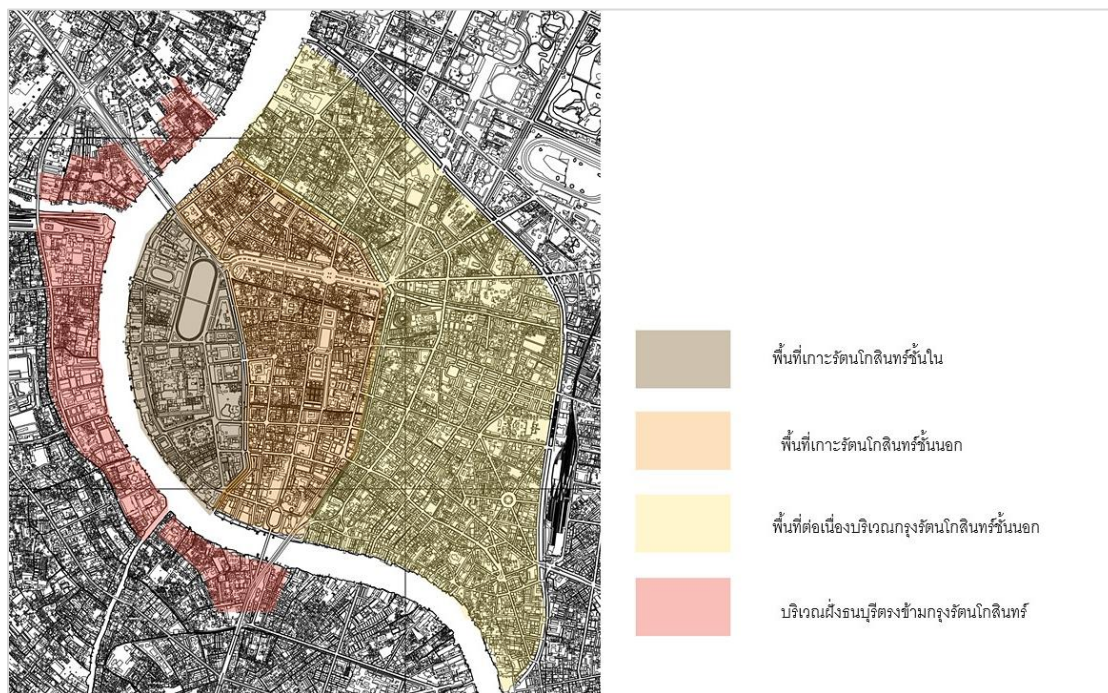 พื้นที่เกาะรัตนโกสินทร์ชั้นใน
พื้นที่เกาะรัตนโกสินทร์ชั้นนอก
พื้นที่ต่อเนื่องบริเวณกรุงรัตนโกสินทร์ชั้นนอก
บริเวณฝั่งธนบุรีตรงข้ามกรุงรัตนโกสินทร์